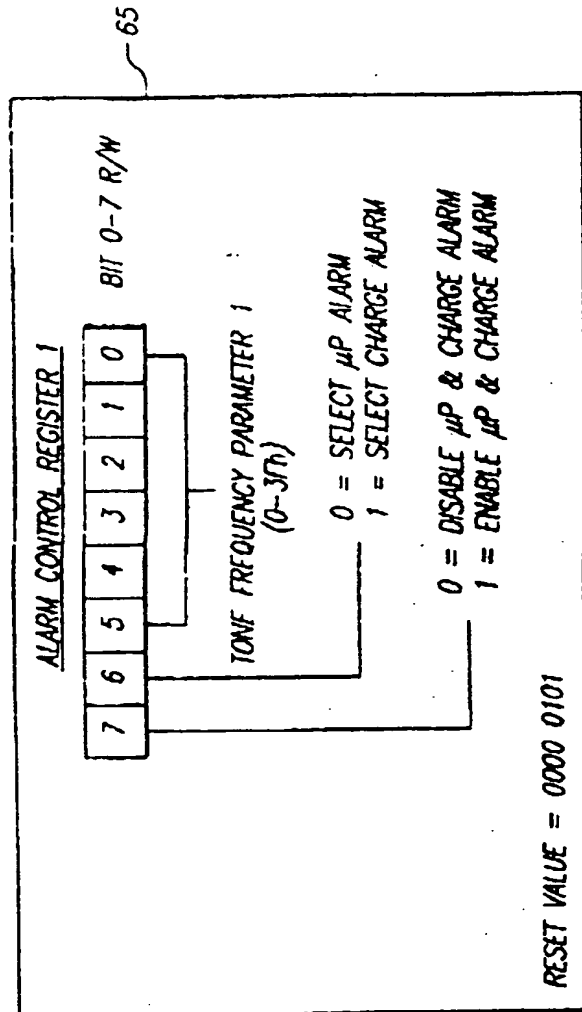 ALARM CONTROL REGISTER 1
7 6 5 4 3 2 1 0 BIT 0-7 R/W
TONE FREQUENCY PARAMETER 1
0 = SELECT µP ALARM
1 = SELECT CHARGE ALARM
0 = DISABLE µP & CHARGE ALARM
1 = ENABLE µP & CHARGE ALARM
RESET VALUE = 0000 0101
65